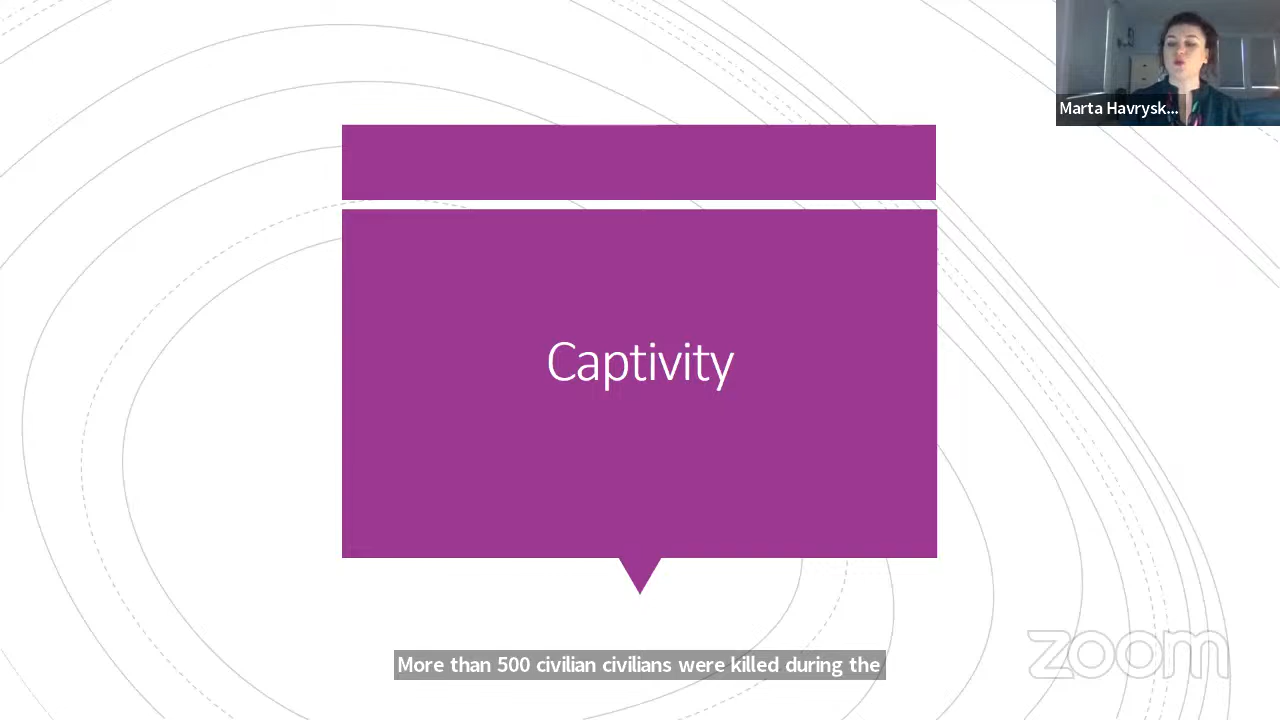 Marta Havrysk...
Captivity
More than 500 civilian civilians were killed during the
zoom